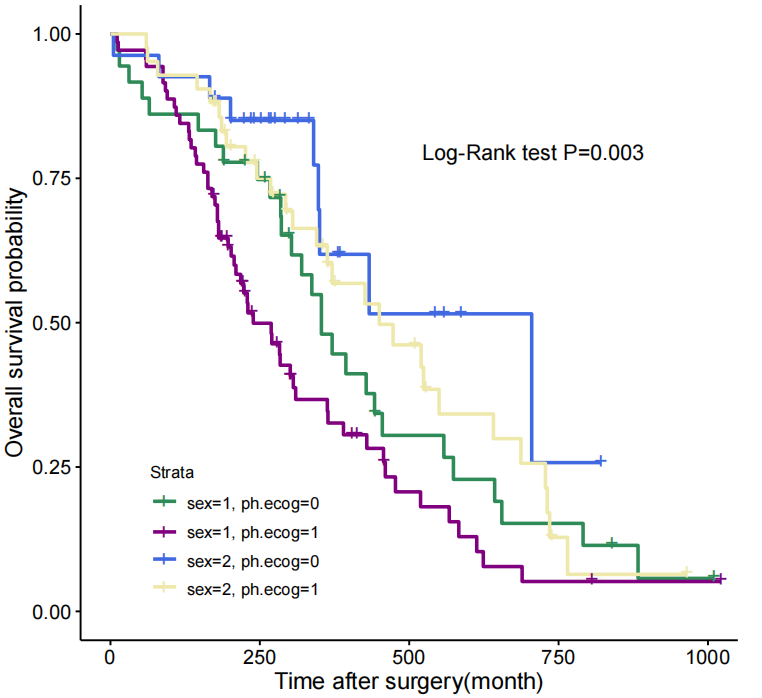 Overall survival probability
1.00
0.75
0.50
0.25
0.00
Log-Rank test P=0.003
Strata
sex=1, ph.ecog=0
sex=1, ph.ecog=1
sex=2, ph.ecog=0
sex=2, ph.ecog=1
0 250 500 750 1000
Time after surgery(month)